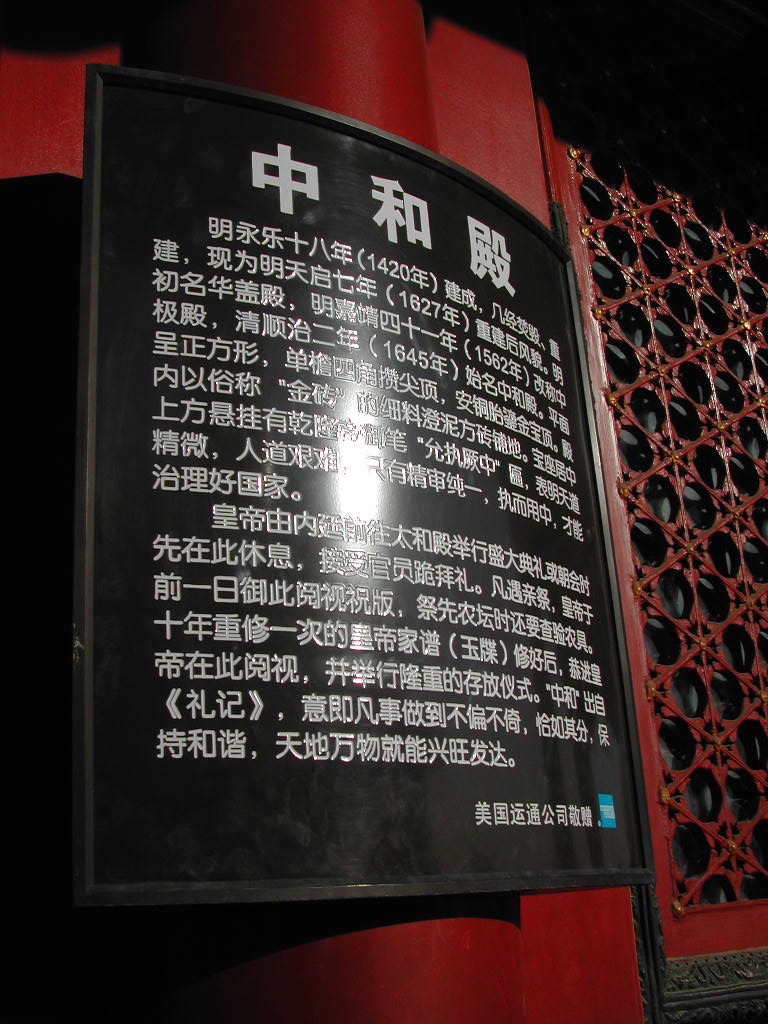 中和殿
明永乐十八年(1420年)建成，几经焚毁、重
建，现为明天启七年（1627年）重建后风貌。明
初名华盖殿，明嘉靖四十一年（1562年）改称中
极殿，清顺治二年（1645年）始名中和殿。平面
呈正方形，单檐四角攒尖顶，安铜胎鎏金宝顶。殿
内以俗称“金砖”的细料澄泥方砖铺地。宝座居中
上方悬挂有乾隆帝御笔“允执厥中”匾，表明天道
精微，人道艰难，只有精审纯一，执而用中，才能
治理好国家。
皇帝由内廷前往太和殿举行盛大典礼或朝会时
先在此休息，接受官员跪拜礼。凡遇亲祭，皇帝于
前一日御此阅视祝版，祭先农坛时还要查验农具。
十年重修一次的皇帝家谱（玉牒）修好后，恭进皇
帝在此阅视，并举行隆重的存放仪式。“中和”出自
《礼记》，意即凡事做到不偏不倚，恰如其分，保
持和谐，天地万物就能兴旺发达。
美国运通公司敬赠